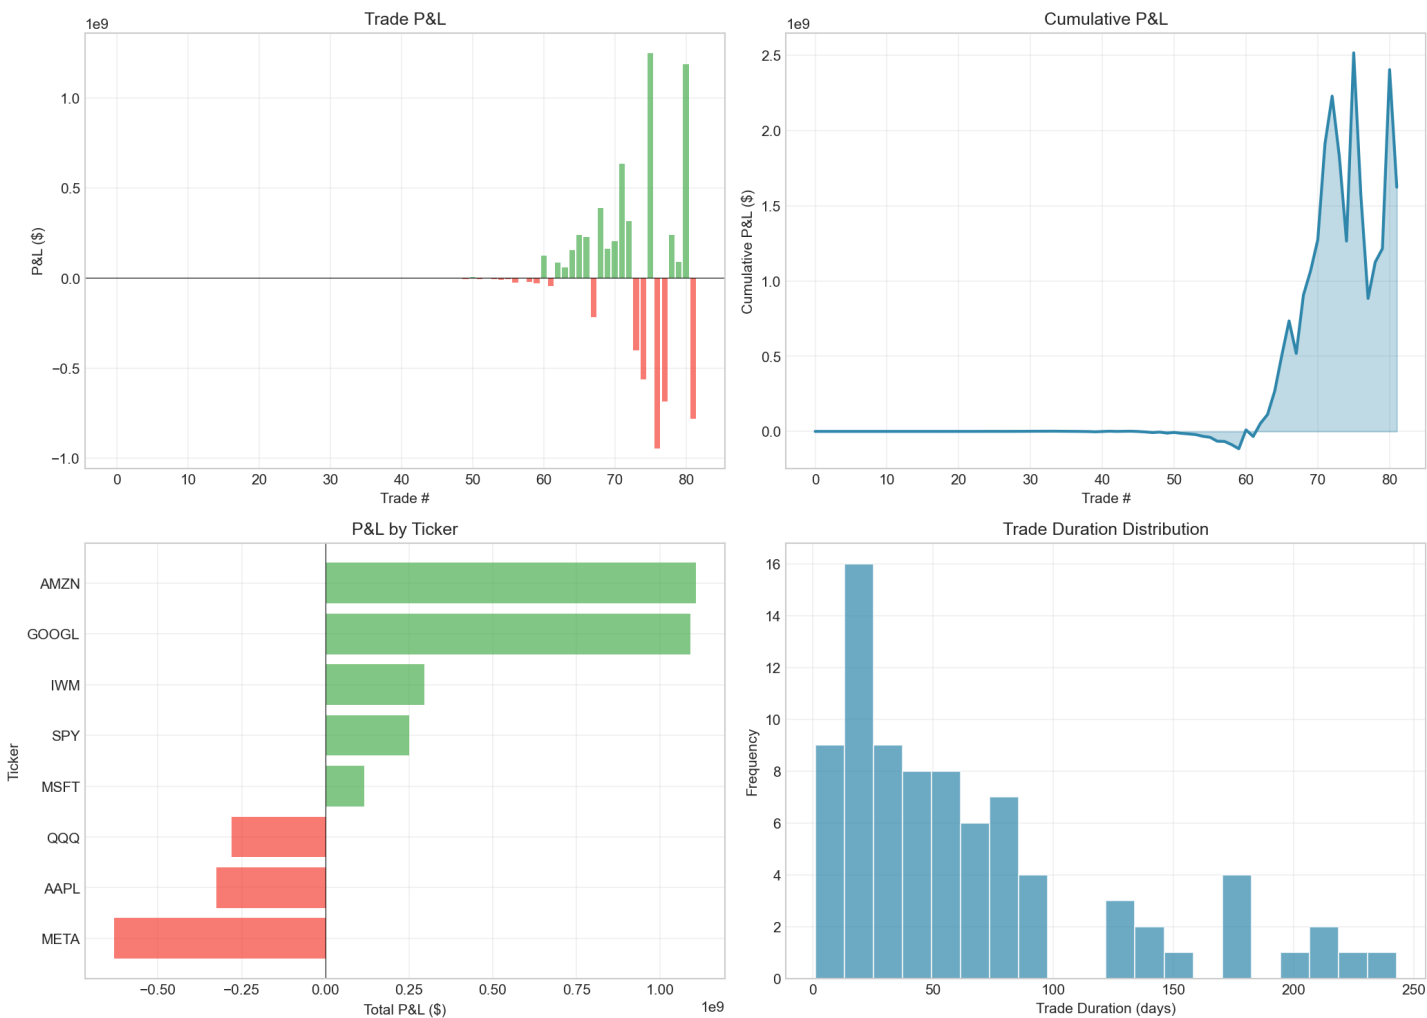 Trade P&L
1e9
1.0
0.5
0.0
−0.5
−1.0
P&L ($)
0 10 20 30 40 50 60 70 80
Trade #
Cumulative P&L
1e9
2.5
2.0
1.5
1.0
0.5
0.0
Cumulative P&L ($)
0 10 20 30 40 50 60 70 80
Trade #
P&L by Ticker
AMZN
GOOGL
IWM
SPY
MSFT
QQQ
AAPL
META
Ticker
−0.50 −0.25 0.00 0.25 0.50 0.75 1.00
Total P&L ($)
1e9
Trade Duration Distribution
16
14
12
10
8
6
4
2
0
Frequency
0 50 100 150 200 250
Trade Duration (days)